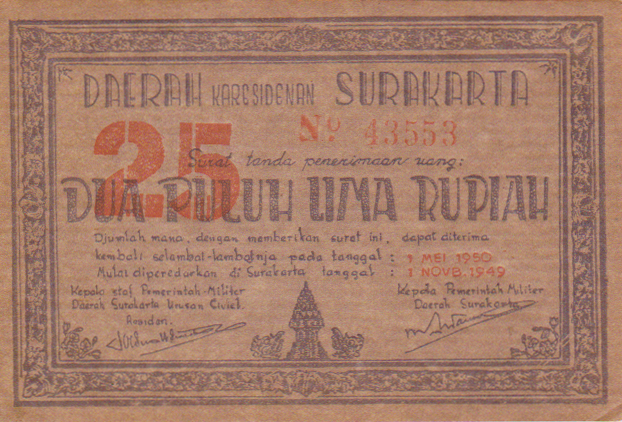 DAERAH KARESIDENAN SURAKARTA
25
Nº 43553
Surat tanda penerimaan uang:
DUA PULUH LIMA RUPIAH
Djumlah mana, dengan memberikan surat ini, dapat diterima
kembali selambat-lambatnja pada tanggal : 1 MEI 1950
Mulai diperedarkan di Surakarta tanggal : 1 NOVB. 1949
Kepala staf Pemerintah-Militer
Daerah Surakarta Urusan Civiel.
Residen.
Kepala Pemerintah Militer
Daerah Surakarta.